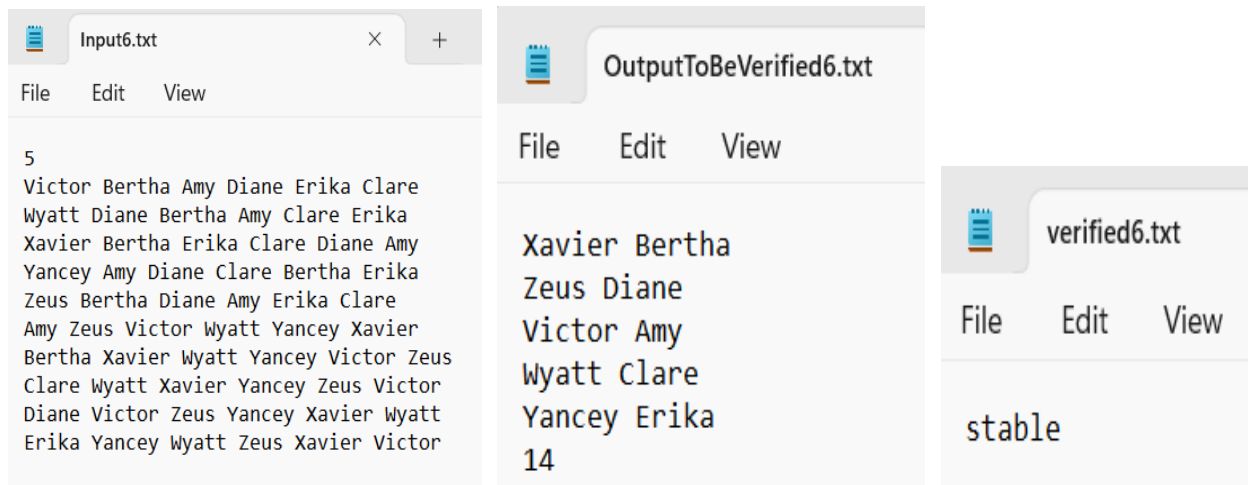 Input6.txt
File Edit View
5
Victor Bertha Amy Diane Erika Clare
Wyatt Diane Bertha Amy Clare Erika
Xavier Bertha Erika Clare Diane Amy
Yancey Amy Diane Clare Bertha Erika
Zeus Bertha Diane Amy Erika Clare
Amy Zeus Victor Wyatt Yancey Xavier
Bertha Xavier Wyatt Yancey Victor Zeus
Clare Wyatt Xavier Yancey Zeus Victor
Diane Victor Zeus Yancey Xavier Wyatt
Erika Yancey Wyatt Zeus Xavier Victor
OutputToBeVerified6.txt
File Edit View
Xavier Bertha
Zeus Diane
Victor Amy
Wyatt Clare
Yancey Erika
14
verified6.txt
File Edit View
stable